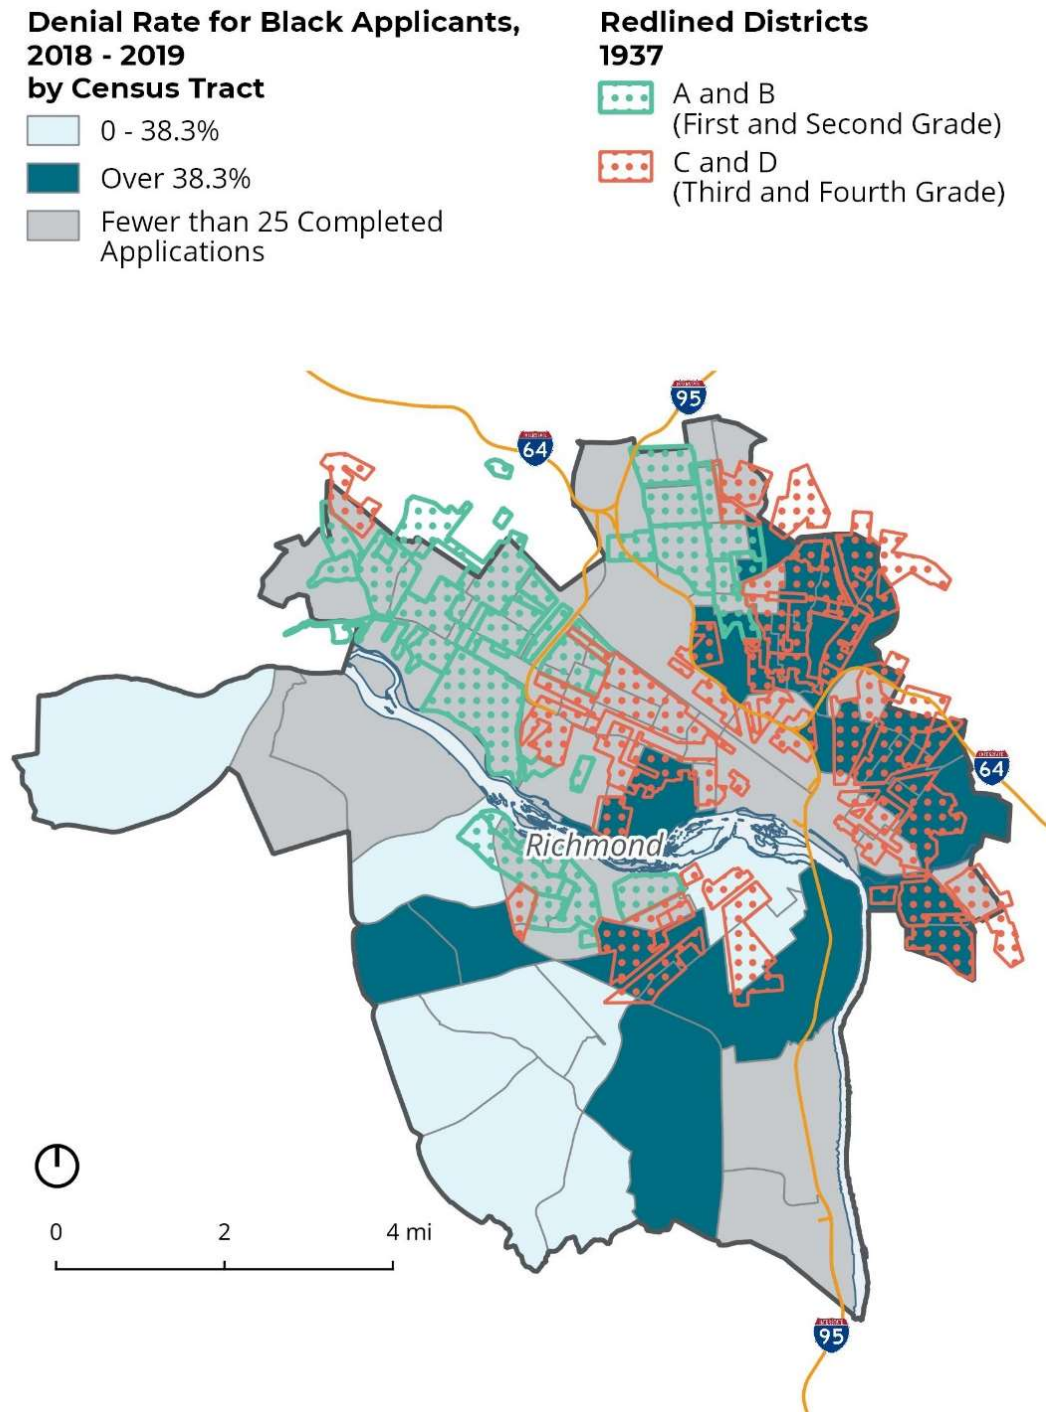 Denial Rate for Black Applicants,
2018 - 2019
by Census Tract
0 - 38.3%
Over 38.3%
Fewer than 25 Completed
Applications
Redlined Districts
1937
A and B
(First and Second Grade)
C and D
(Third and Fourth Grade)
95
64
64
Richmond
0 2 4 mi
95